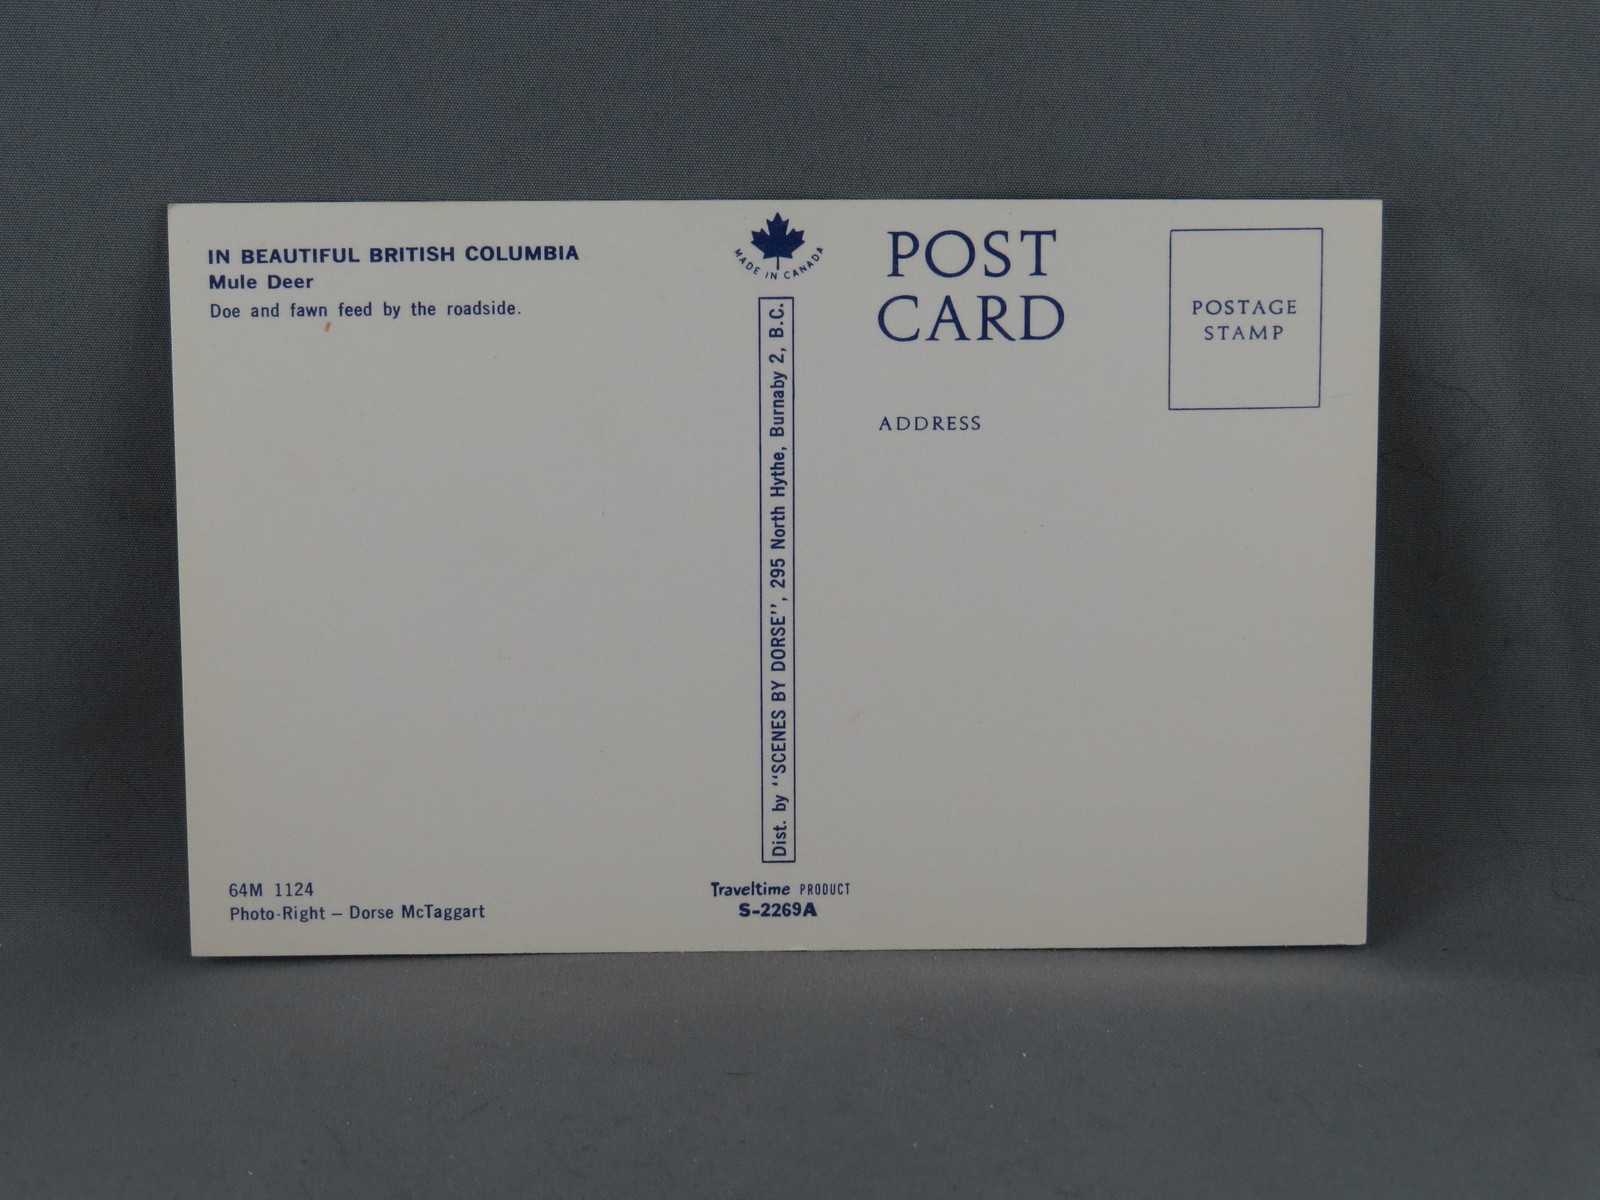 IN BEAUTIFUL BRITISH COLUMBIA
Mule Deer
Doe and fawn feed by the roadside.
64M 1124
Photo-Right – Dorse McTaggart
MADE IN CANADA
Dist. by "SCENES BY DORSE", 295 North Hythe, Burnaby 2, B.C.
Traveltime PRODUCT
S-2269A
POST
CARD
ADDRESS
POSTAGE
STAMP